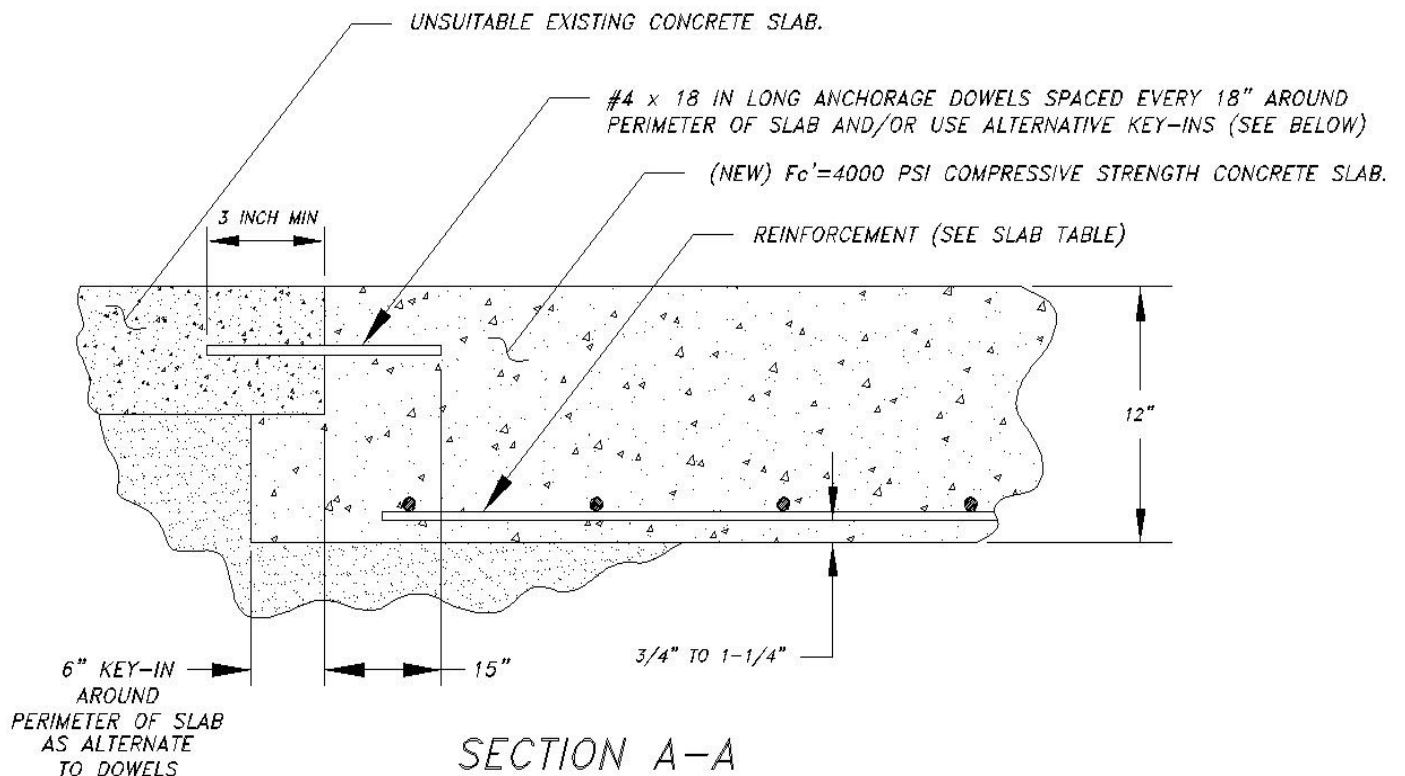 UNSUITABLE EXISTING CONCRETE SLAB.
#4 x 18 IN LONG ANCHORAGE DOWELS SPACED EVERY 18" AROUND
PERIMETER OF SLAB AND/OR USE ALTERNATIVE KEY-INS (SEE BELOW)
(NEW) Fc'=4000 PSI COMPRESSIVE STRENGTH CONCRETE SLAB.
3 INCH MIN
REINFORCEMENT (SEE SLAB TABLE)
12"
6" KEY-IN
AROUND
PERIMETER OF SLAB
AS ALTERNATE
TO DOWELS
15"
3/4" TO 1-1/4"
SECTION A-A